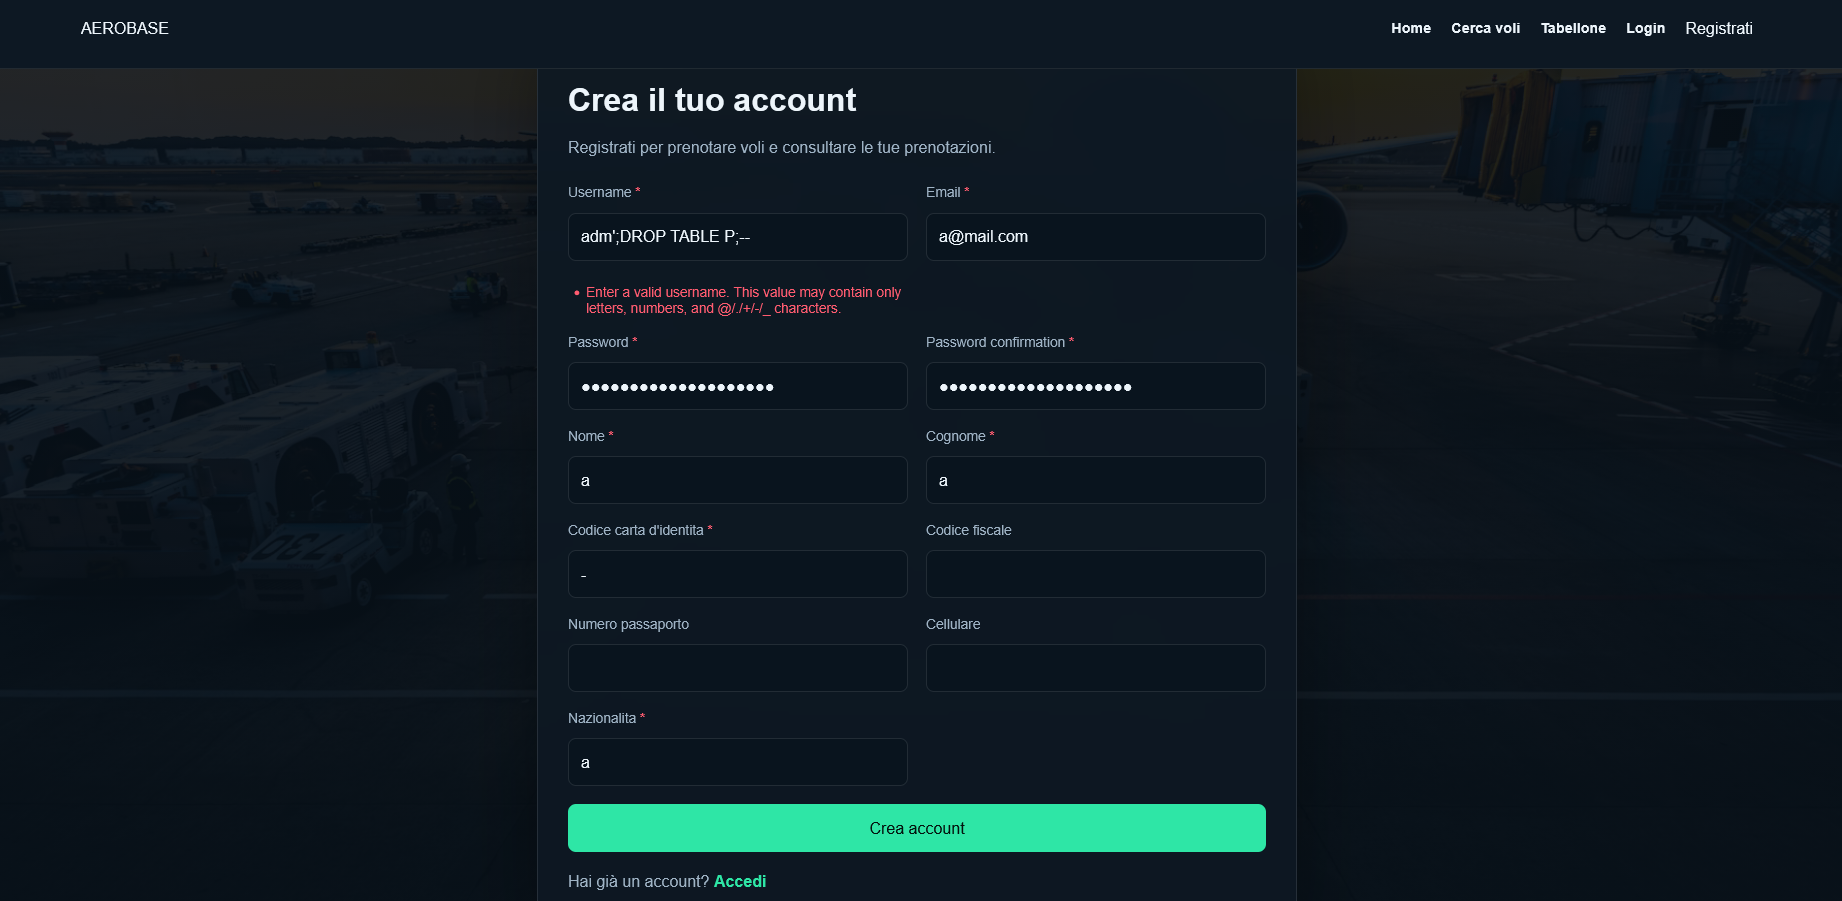 AEROBASE
Home Cerca voli Tabellone Login Registrati
Crea il tuo account
Registrati per prenotare voli e consultare le tue prenotazioni.
Username * Email *
adm';DROP TABLE P;-- a@mail.com
• Enter a valid username. This value may contain only
letters, numbers, and @/./+/-/_ characters.
Password * Password confirmation *
●●●●●●●●●●●●●●●●●●●● ●●●●●●●●●●●●●●●●●●●●
Nome * Cognome *
a a
Codice carta d'identita * Codice fiscale
-
Numero passaporto Cellulare
Nazionalita *
a
Crea account
Hai già un account? Accedi